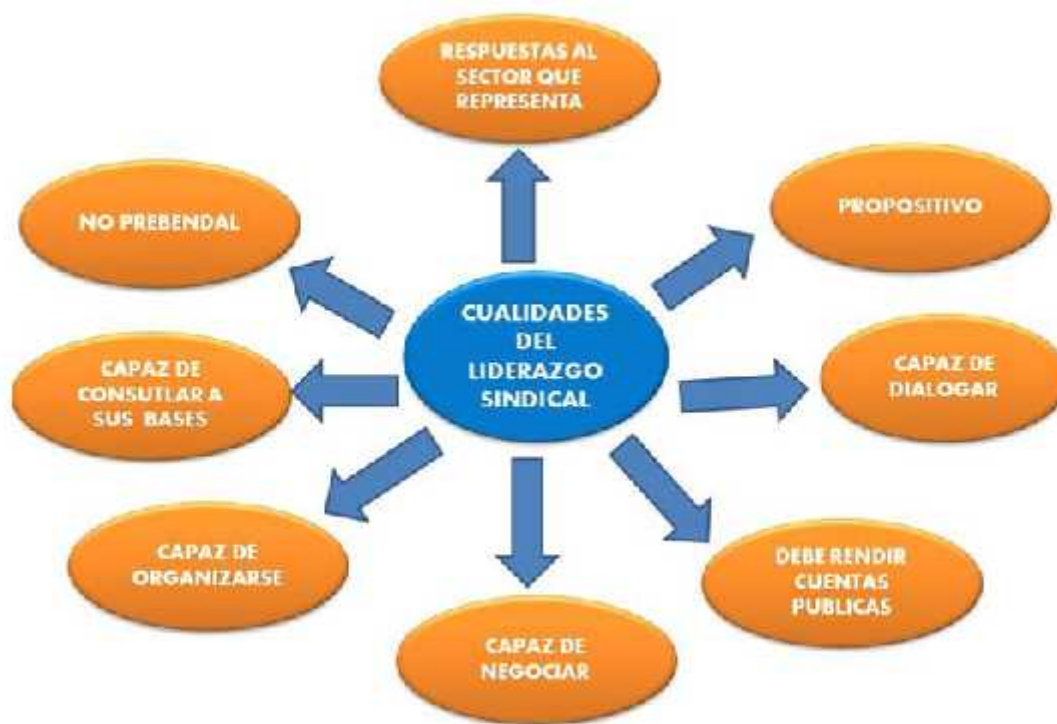 RESPUESTAS AL
SECTOR QUE
REPRESENTA
NO PREBENDAL
PROPOSITIVO
CUALIDADES
DEL
LIDERAZGO
SINDICAL
CAPAZ DE
CONSUTLAR A
SUS BASES
CAPAZ DE
DIALOGAR
CAPAZ DE
ORGANIZARSE
DEBE RENDIR
CUENTAS
PUBLICAS
CAPAZ DE
NEGOCIAR